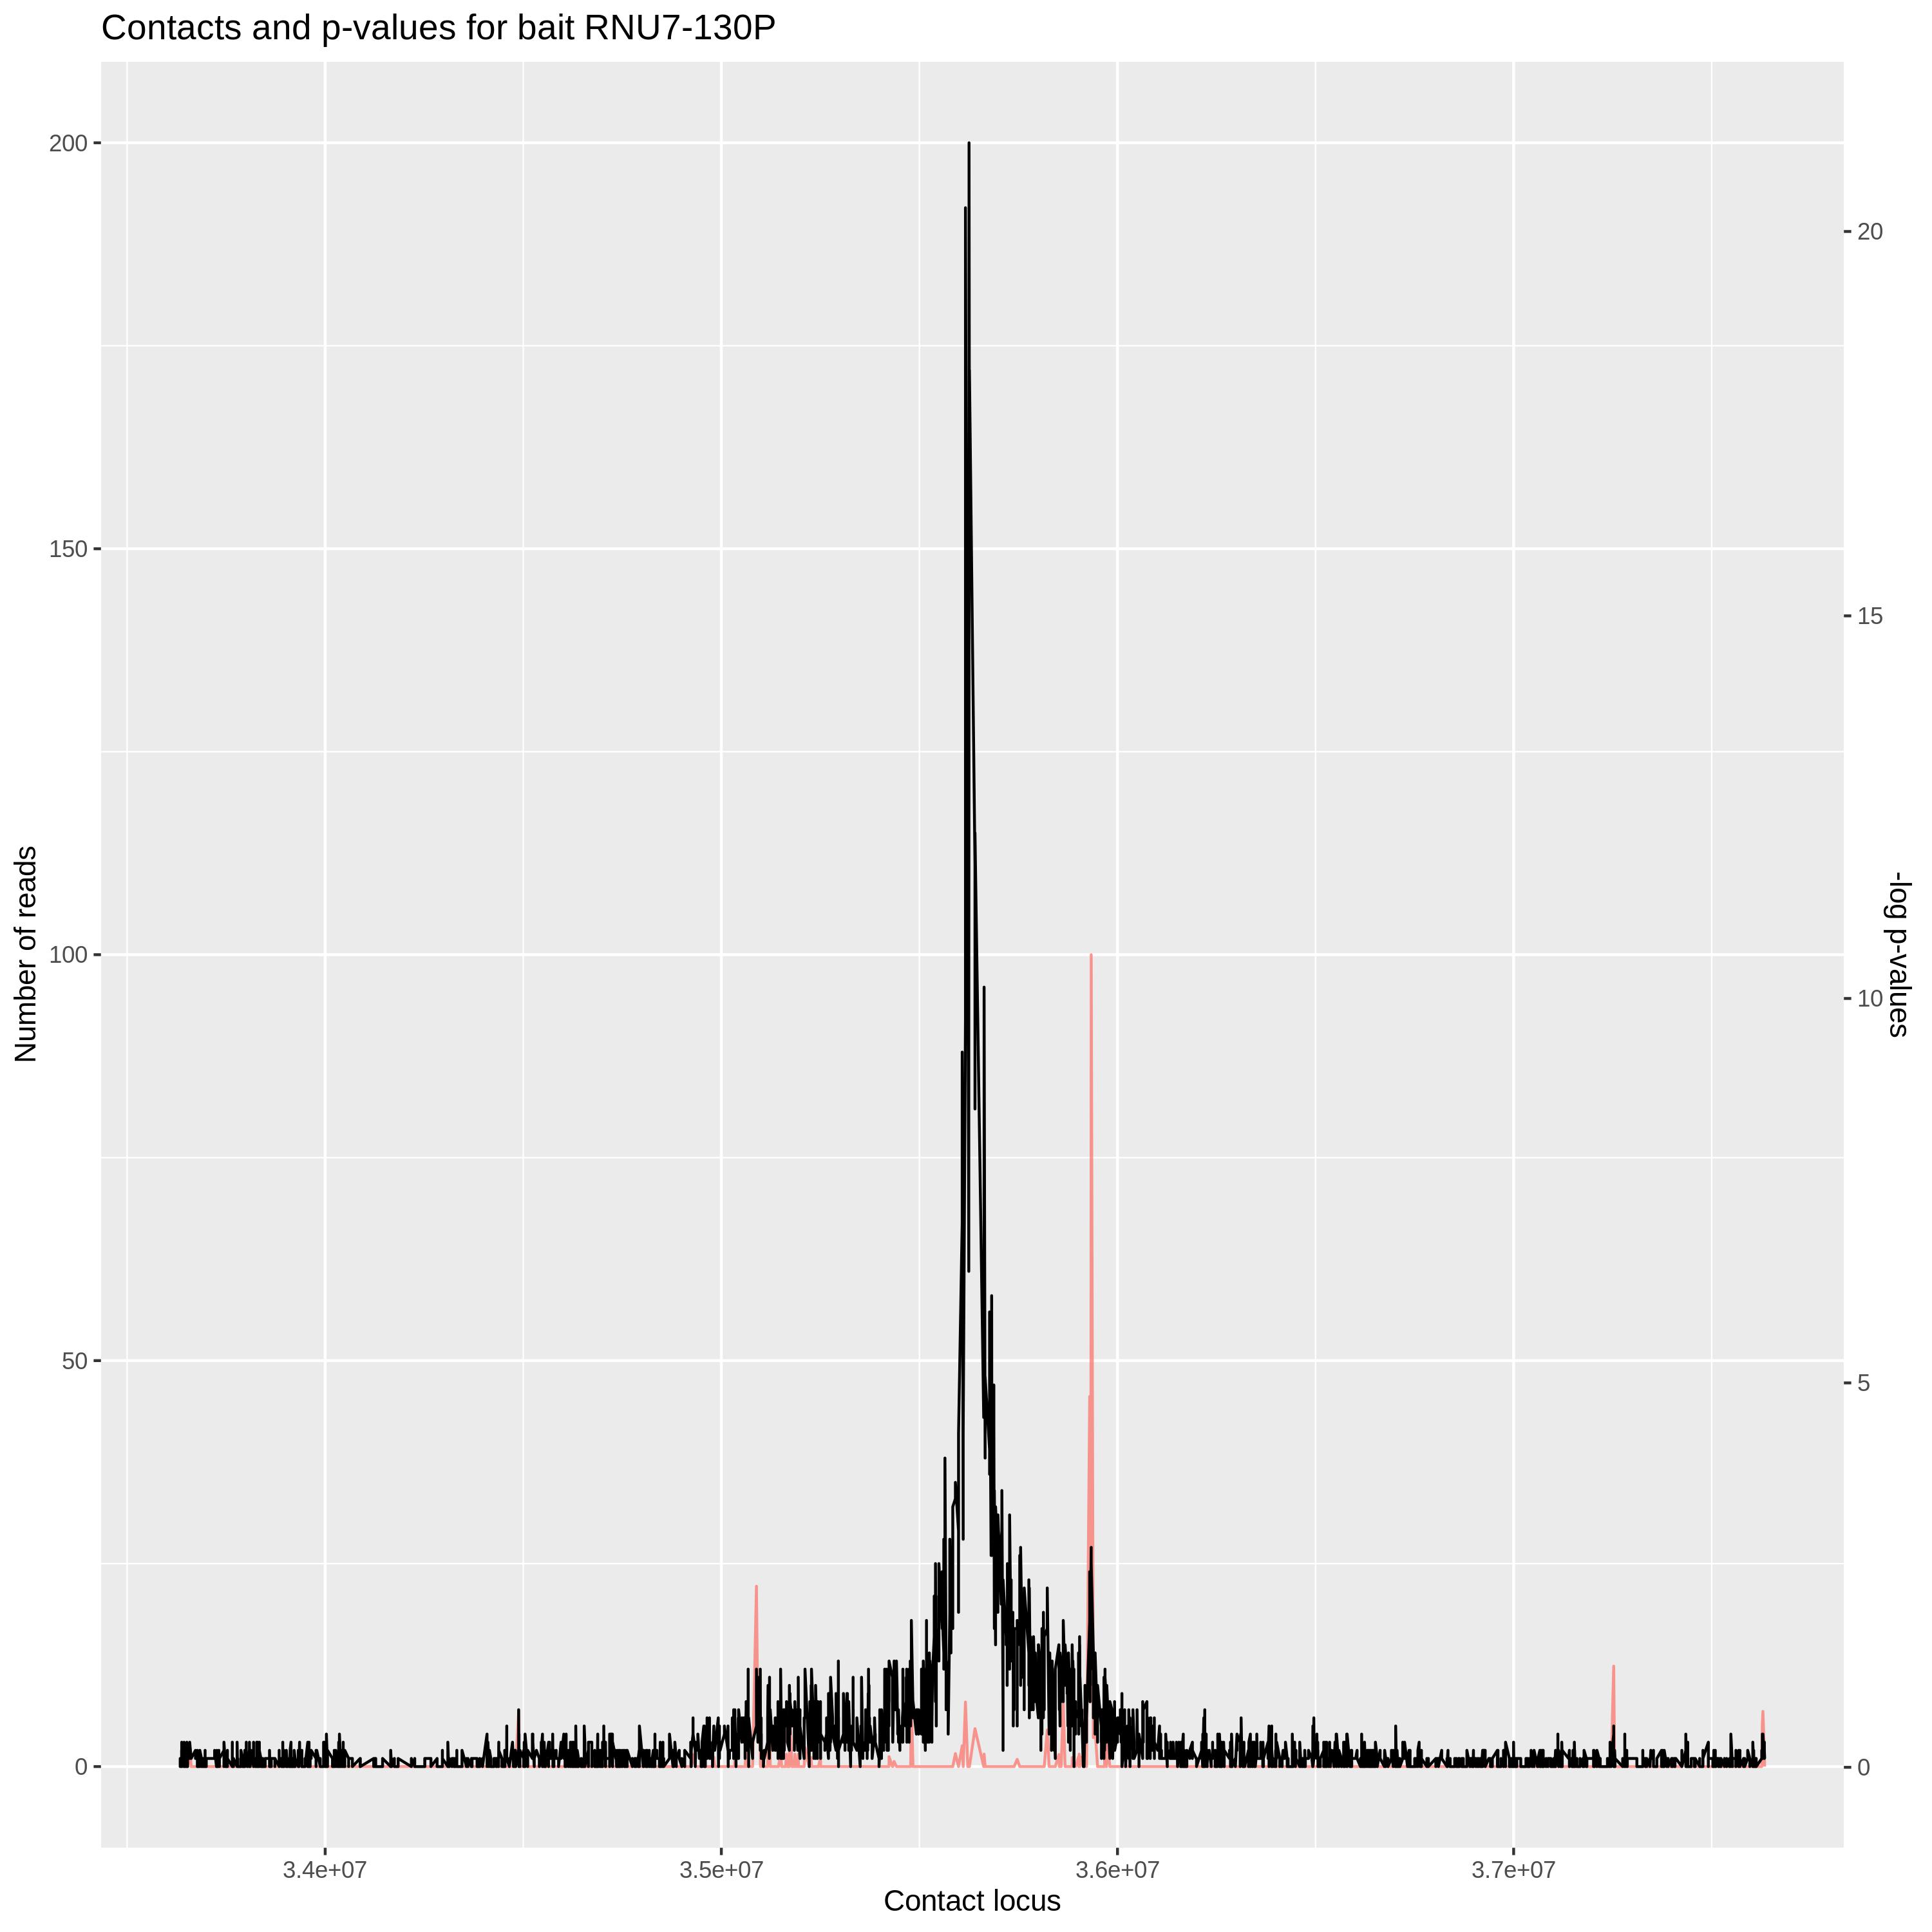 Contacts and p-values for bait RNU7-130P
200
150
100
50
0
Number of reads
20
15
10
5
0
-log p-values
3.4e+07
3.5e+07
3.6e+07
3.7e+07
Contact locus